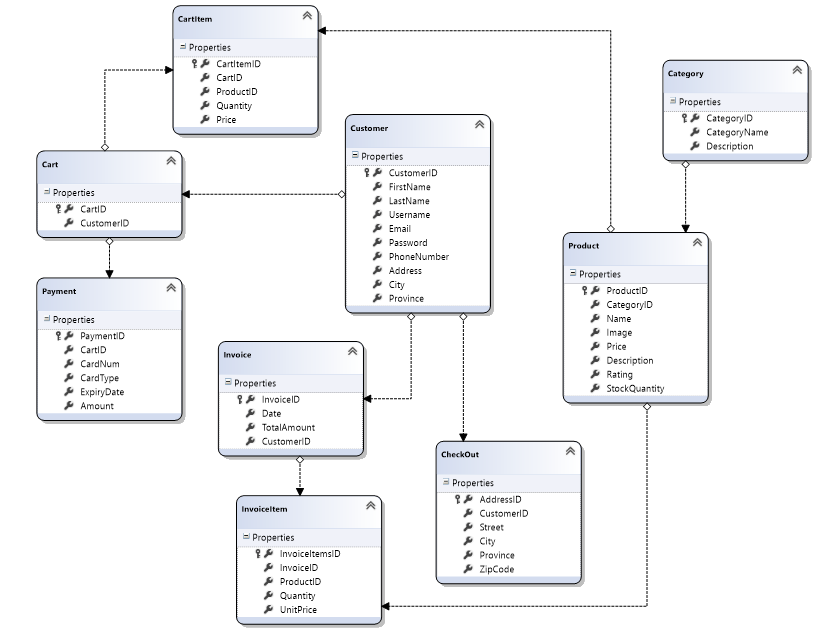 CartItem
Properties
CartItemID
CartID
ProductID
Quantity
Price
Category
Properties
CategoryID
CategoryName
Description
Customer
Properties
CustomerID
FirstName
LastName
Username
Email
Password
PhoneNumber
Address
City
Province
Cart
Properties
CartID
CustomerID
Product
Properties
ProductID
CategoryID
Name
Image
Price
Description
Rating
StockQuantity
Payment
Properties
PaymentID
CartID
CardNum
CardType
ExpiryDate
Amount
Invoice
Properties
InvoiceID
Date
TotalAmount
CustomerID
CheckOut
Properties
AddressID
CustomerID
Street
City
Province
ZipCode
InvoiceItem
Properties
InvoiceItemsID
InvoiceID
ProductID
Quantity
UnitPrice